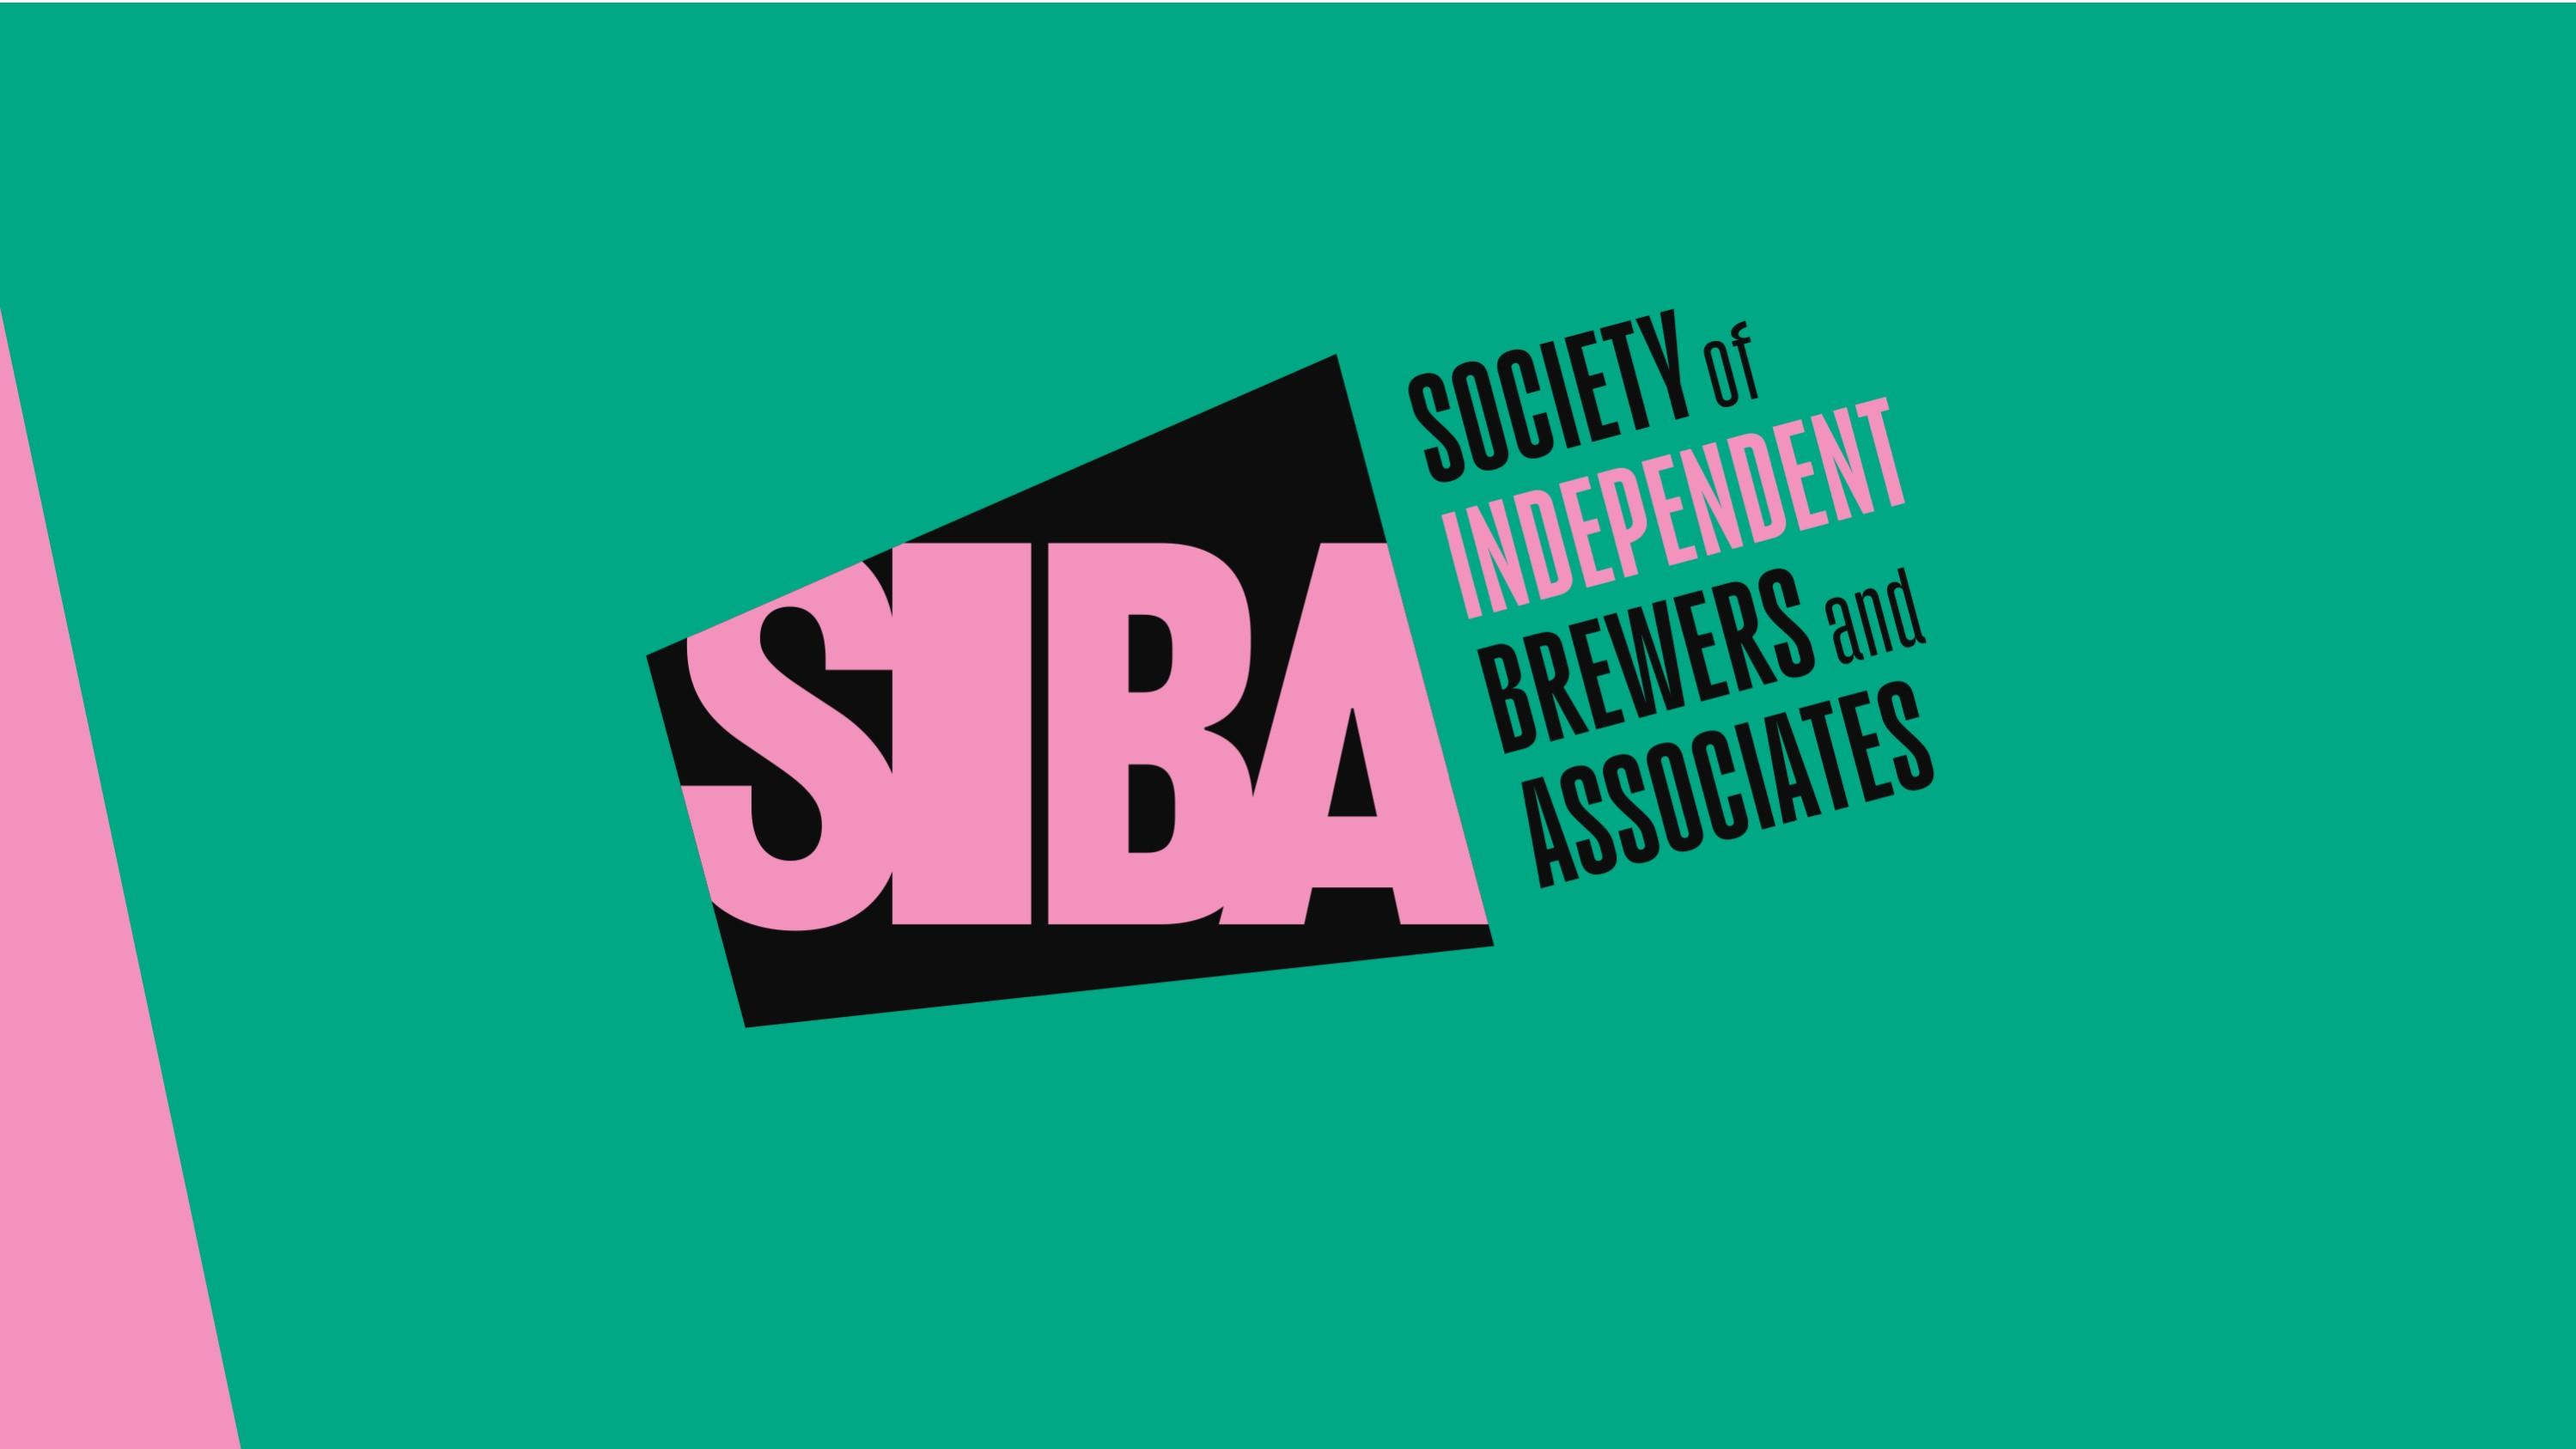 SIBA
SOCIETY of
INDEPENDENT
BREWERS and
ASSOCIATES